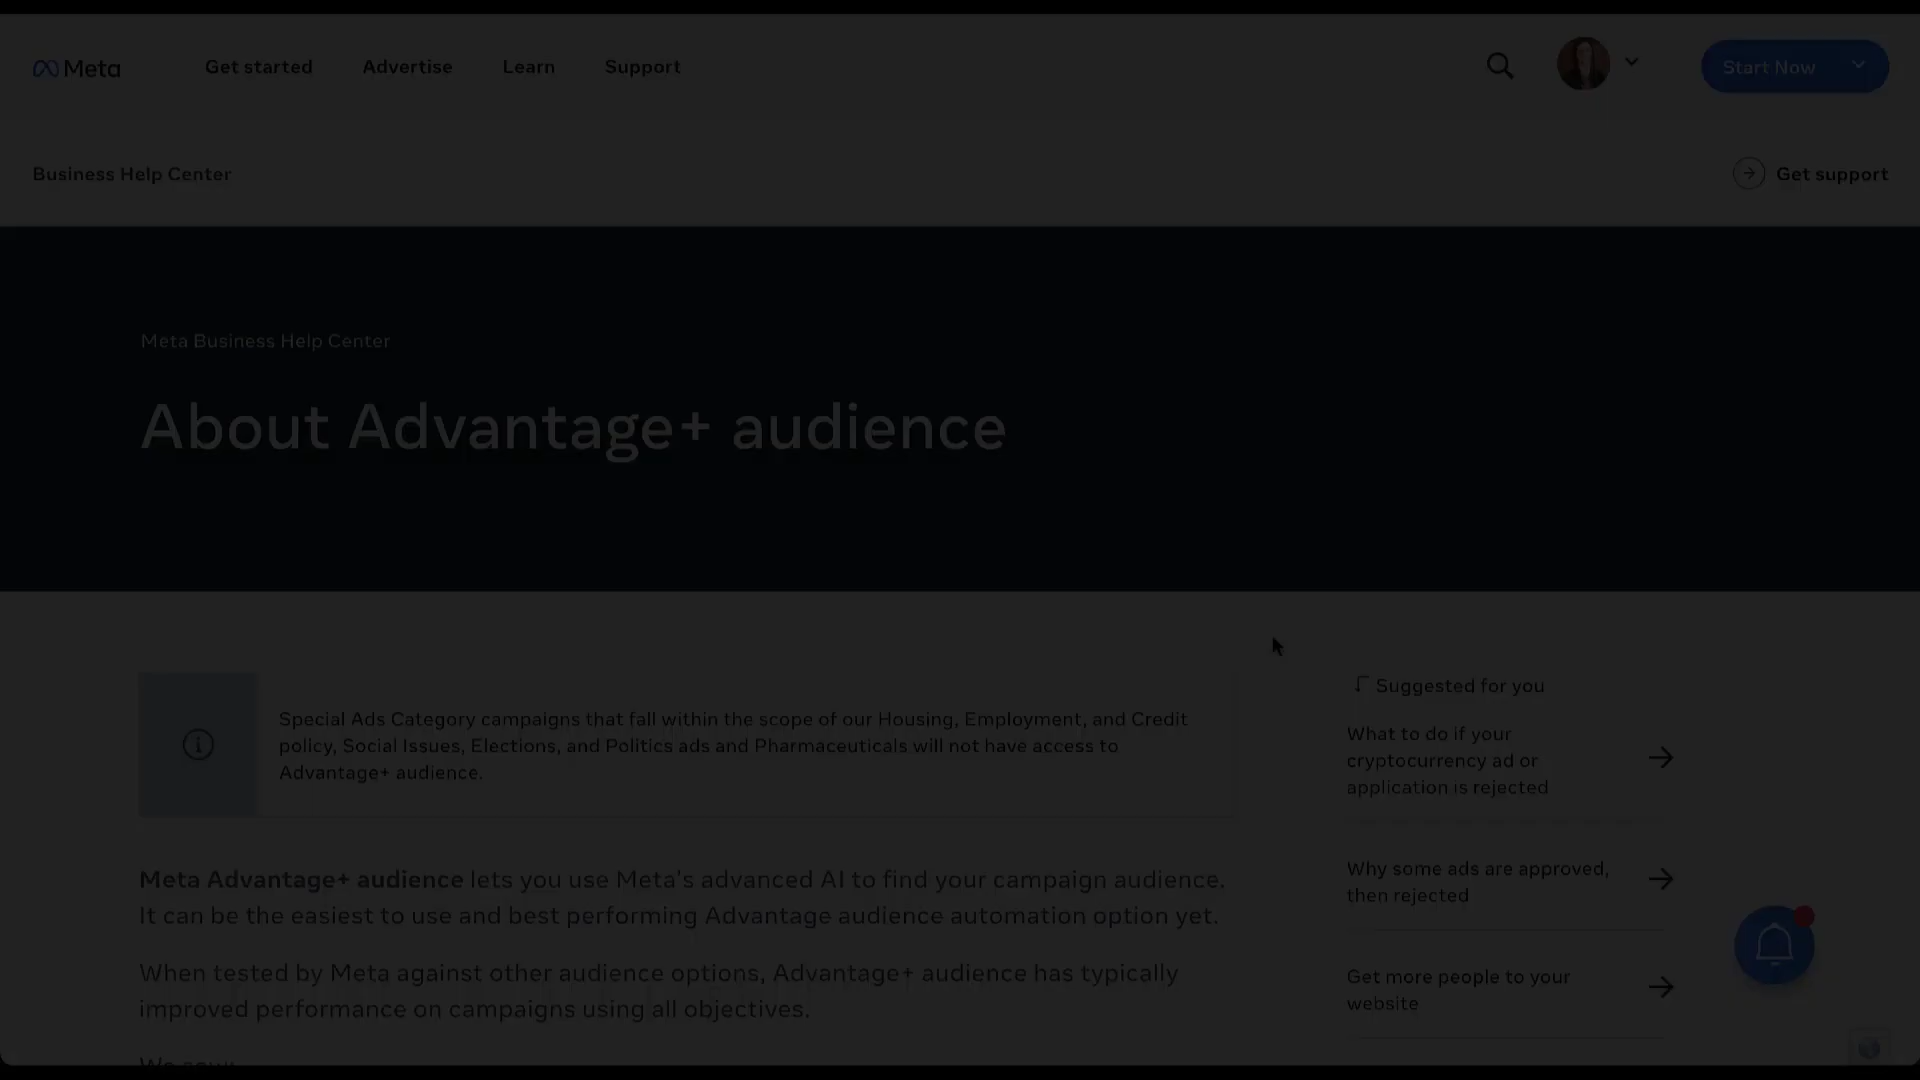 Meta
Get started
Advertise
Learn
Support
Start Now
Business Help Center
Get support
Meta Business Help Center
About Advantage+ audience
Special Ads Category campaigns that fall within the scope of our Housing, Employment, and Credit
policy, Social Issues, Elections, and Politics ads and Pharmaceuticals will not have access to
Advantage+ audience.
Meta Advantage+ audience lets you use Meta's advanced AI to find your campaign audience.
It can be the easiest to use and best performing Advantage audience automation option yet.
When tested by Meta against other audience options, Advantage+ audience has typically
improved performance on campaigns using all objectives.
Suggested for you
What to do if your
cryptocurrency ad or
application is rejected
Why some ads are approved,
then rejected
Get more people to your
website